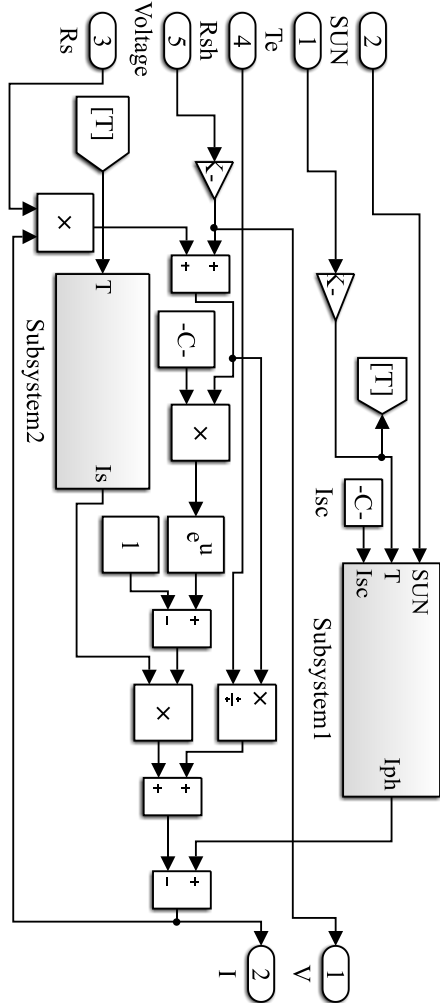 SUN
2
T
[T]
Iph
-C-
Isc
SUN
K-
1
Isc
Subsystem1
1
V
Te
×
÷
2
4
I
Rsh
+
+
K-
×
e^u
+
+
+
5
+
-C-
-
×
+
-
Voltage
1
T
Is
3
[T]
×
Rs
Subsystem2